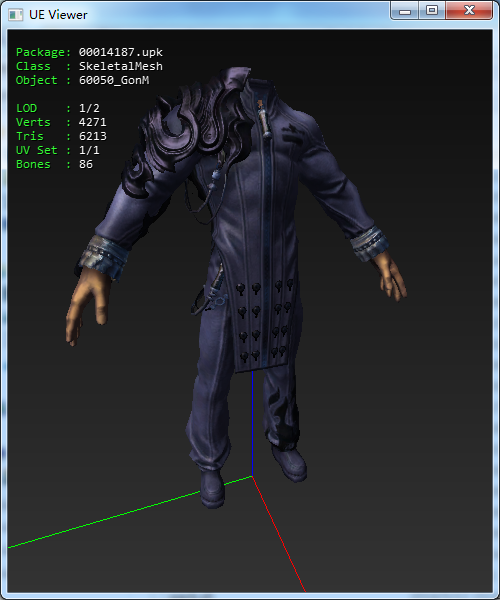 UE Viewer
Package: 00014187.upk
Class : SkeletalMesh
Object : 60050_GonM
LOD : 1/2
Verts : 4271
Tris : 6213
UV Set : 1/1
Bones : 86